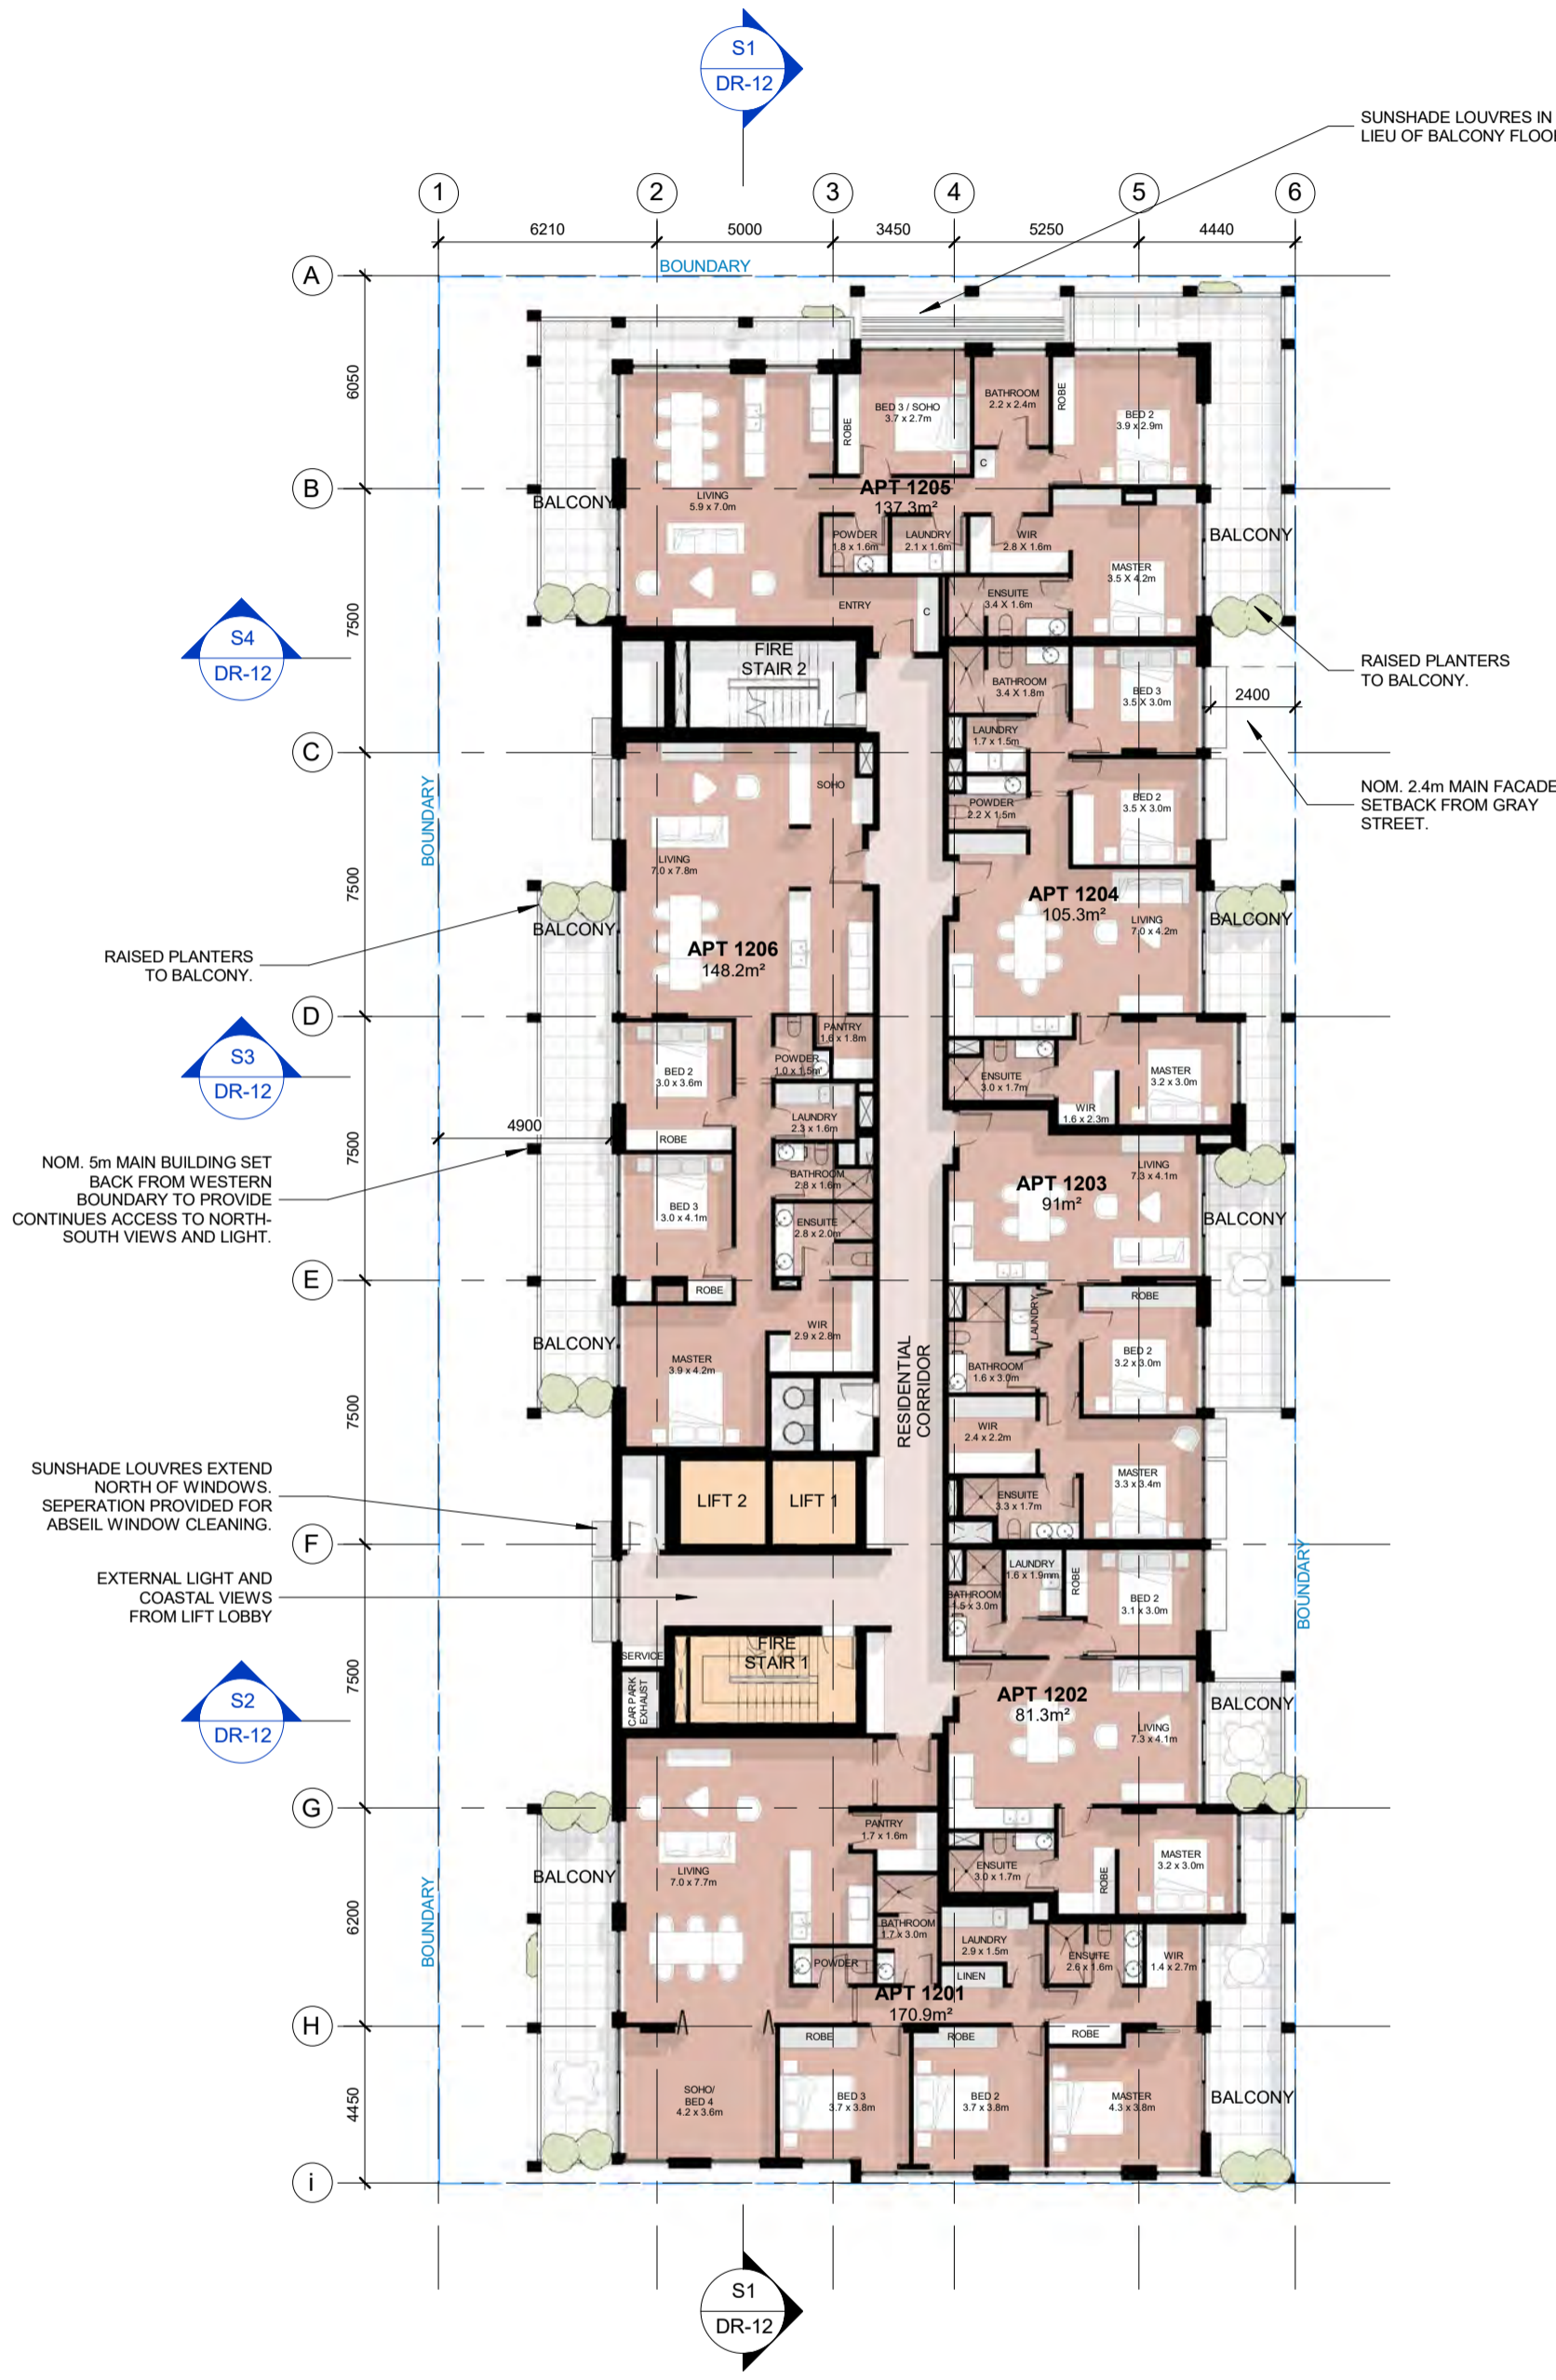 S1
DR-12
SUNSHADE LOUVRES IN
LIEU OF BALCONY FLOOR
1
2
3
4
5
6
6210
5000
3450
5250
4440
BOUNDARY
A
6050
BED 3 / SOHO
3.7 x 2.7m
ROBE
BATHROOM
2.2 x 2.4m
ROBE
BED 2
3.9 x 2.9m
C
B
BALCONY
LIVING
5.9 x 7.0m
APT 1205
137.3m²
POWDER
1.8 x 1.6m
LAUNDRY
2.1 x 1.6m
WIR
2.8 X 1.6m
BALCONY
MASTER
3.5 X 4.2m
ENSUITE
3.4 X 1.6m
ENTRY
C
7500
S4
DR-12
FIRE
STAIR 2
BATHROOM
3.4 X 1.8m
BED 3
3.5 X 3.0m
RAISED PLANTERS
TO BALCONY.
2400
LAUNDRY
1.7 x 1.5m
C
BOUNDARY
SOHO
POWDER
2.2 X 1.5m
BED 2
3.5 X 3.0m
NOM. 2.4m MAIN FACADE
SETBACK FROM GRAY
STREET.
LIVING
7.0 x 7.8m
7500
APT 1204
105.3m²
LIVING
7.0 x 4.2m
BALCONY
BALCONY
APT 1206
148.2m²
RAISED PLANTERS
TO BALCONY.
D
PANTRY
1.6 x 1.8m
POWDER
1.0 x 1.5m
BED 2
3.0 x 3.6m
S3
DR-12
ENSUITE
3.0 x 1.7m
MASTER
3.2 x 3.0m
WIR
1.6 x 2.3m
LAUNDRY
2.3 x 1.6m
4900
ROBE
7500
NOM. 5m MAIN BUILDING SET
BACK FROM WESTERN
BOUNDARY TO PROVIDE
CONTINUES ACCESS TO NORTH-
SOUTH VIEWS AND LIGHT.
BATHROOM
2.8 x 1.6m
APT 1203
91m²
LIVING
7.3 x 4.1m
BED 3
3.0 x 4.1m
ENSUITE
2.8 x 2.0m
BALCONY
E
ROBE
ROBE
WIR
2.9 x 2.8m
LAUNDRY
BALCONY
MASTER
3.9 x 4.2m
BATHROOM
1.6 x 3.0m
BED 2
3.2 x 3.0m
RESIDENTIAL
CORRIDOR
7500
WIR
2.4 x 2.2m
SUNSHADE LOUVRES EXTEND
NORTH OF WINDOWS.
SEPERATION PROVIDED FOR
ABSEIL WINDOW CLEANING.
LIFT 2
LIFT 1
MASTER
3.3 x 3.4m
ENSUITE
3.3 x 1.7m
F
EXTERNAL LIGHT AND
COASTAL VIEWS
FROM LIFT LOBBY
LAUNDRY
1.6 x 1.9mm
ROBE
BATHROOM
1.5 x 3.0m
BED 2
3.1 x 3.0m
BOUNDARY
SERVICE
FIRE
STAIR 1
CAR PARK
EXHAUST
7500
S2
DR-12
APT 1202
81.3m²
LIVING
7.3 x 4.1m
BALCONY
G
PANTRY
1.7 x 1.6m
BALCONY
LIVING
7.0 x 7.7m
ENSUITE
3.0 x 1.7m
ROBE
MASTER
3.2 x 3.0m
BOUNDARY
6200
BATHROOM
1.7 x 3.0m
LAUNDRY
2.9 x 1.5m
ENSUITE
2.6 x 1.6m
WIR
1.4 x 2.7m
POWDER
LINEN
APT 1201
170.9m²
H
ROBE
ROBE
ROBE
4450
SOHO/
BED 4
4.2 x 3.6m
BED 3
3.7 x 3.8m
BED 2
3.7 x 3.8m
MASTER
4.3 x 3.8m
BALCONY
i
S1
DR-12